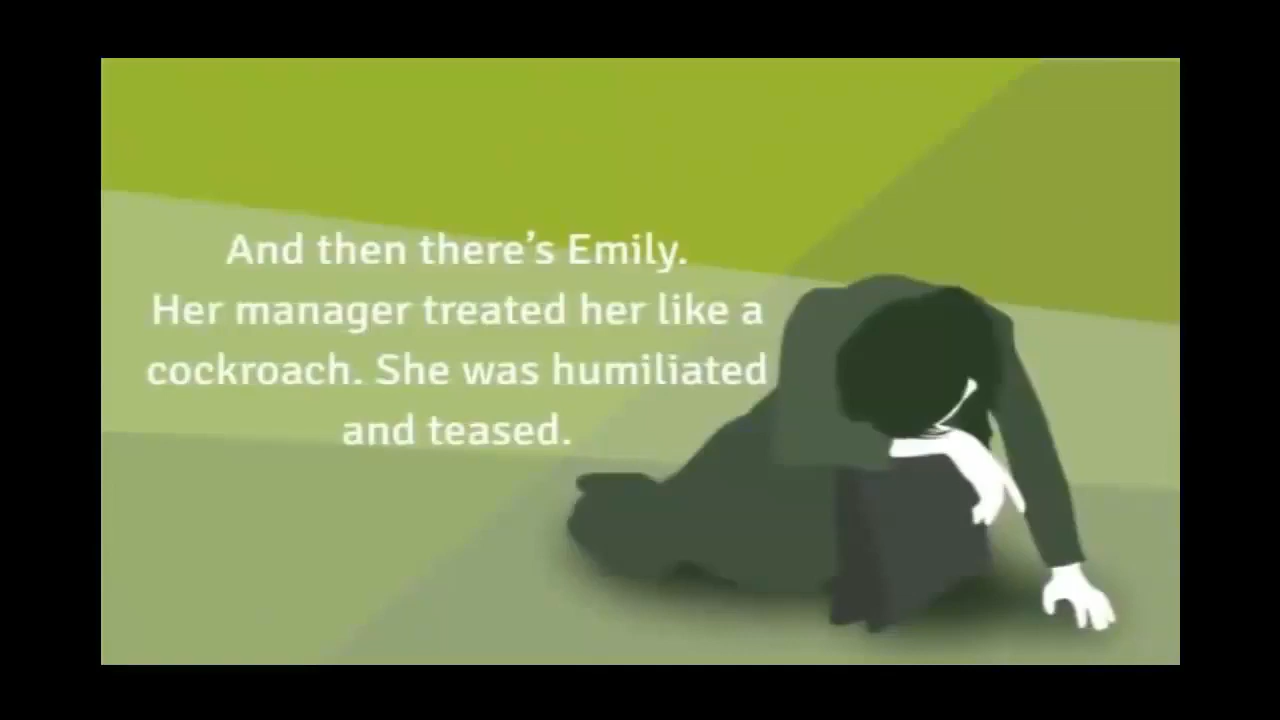 And then there’s Emily.
Her manager treated her like a
cockroach. She was humiliated
and teased.